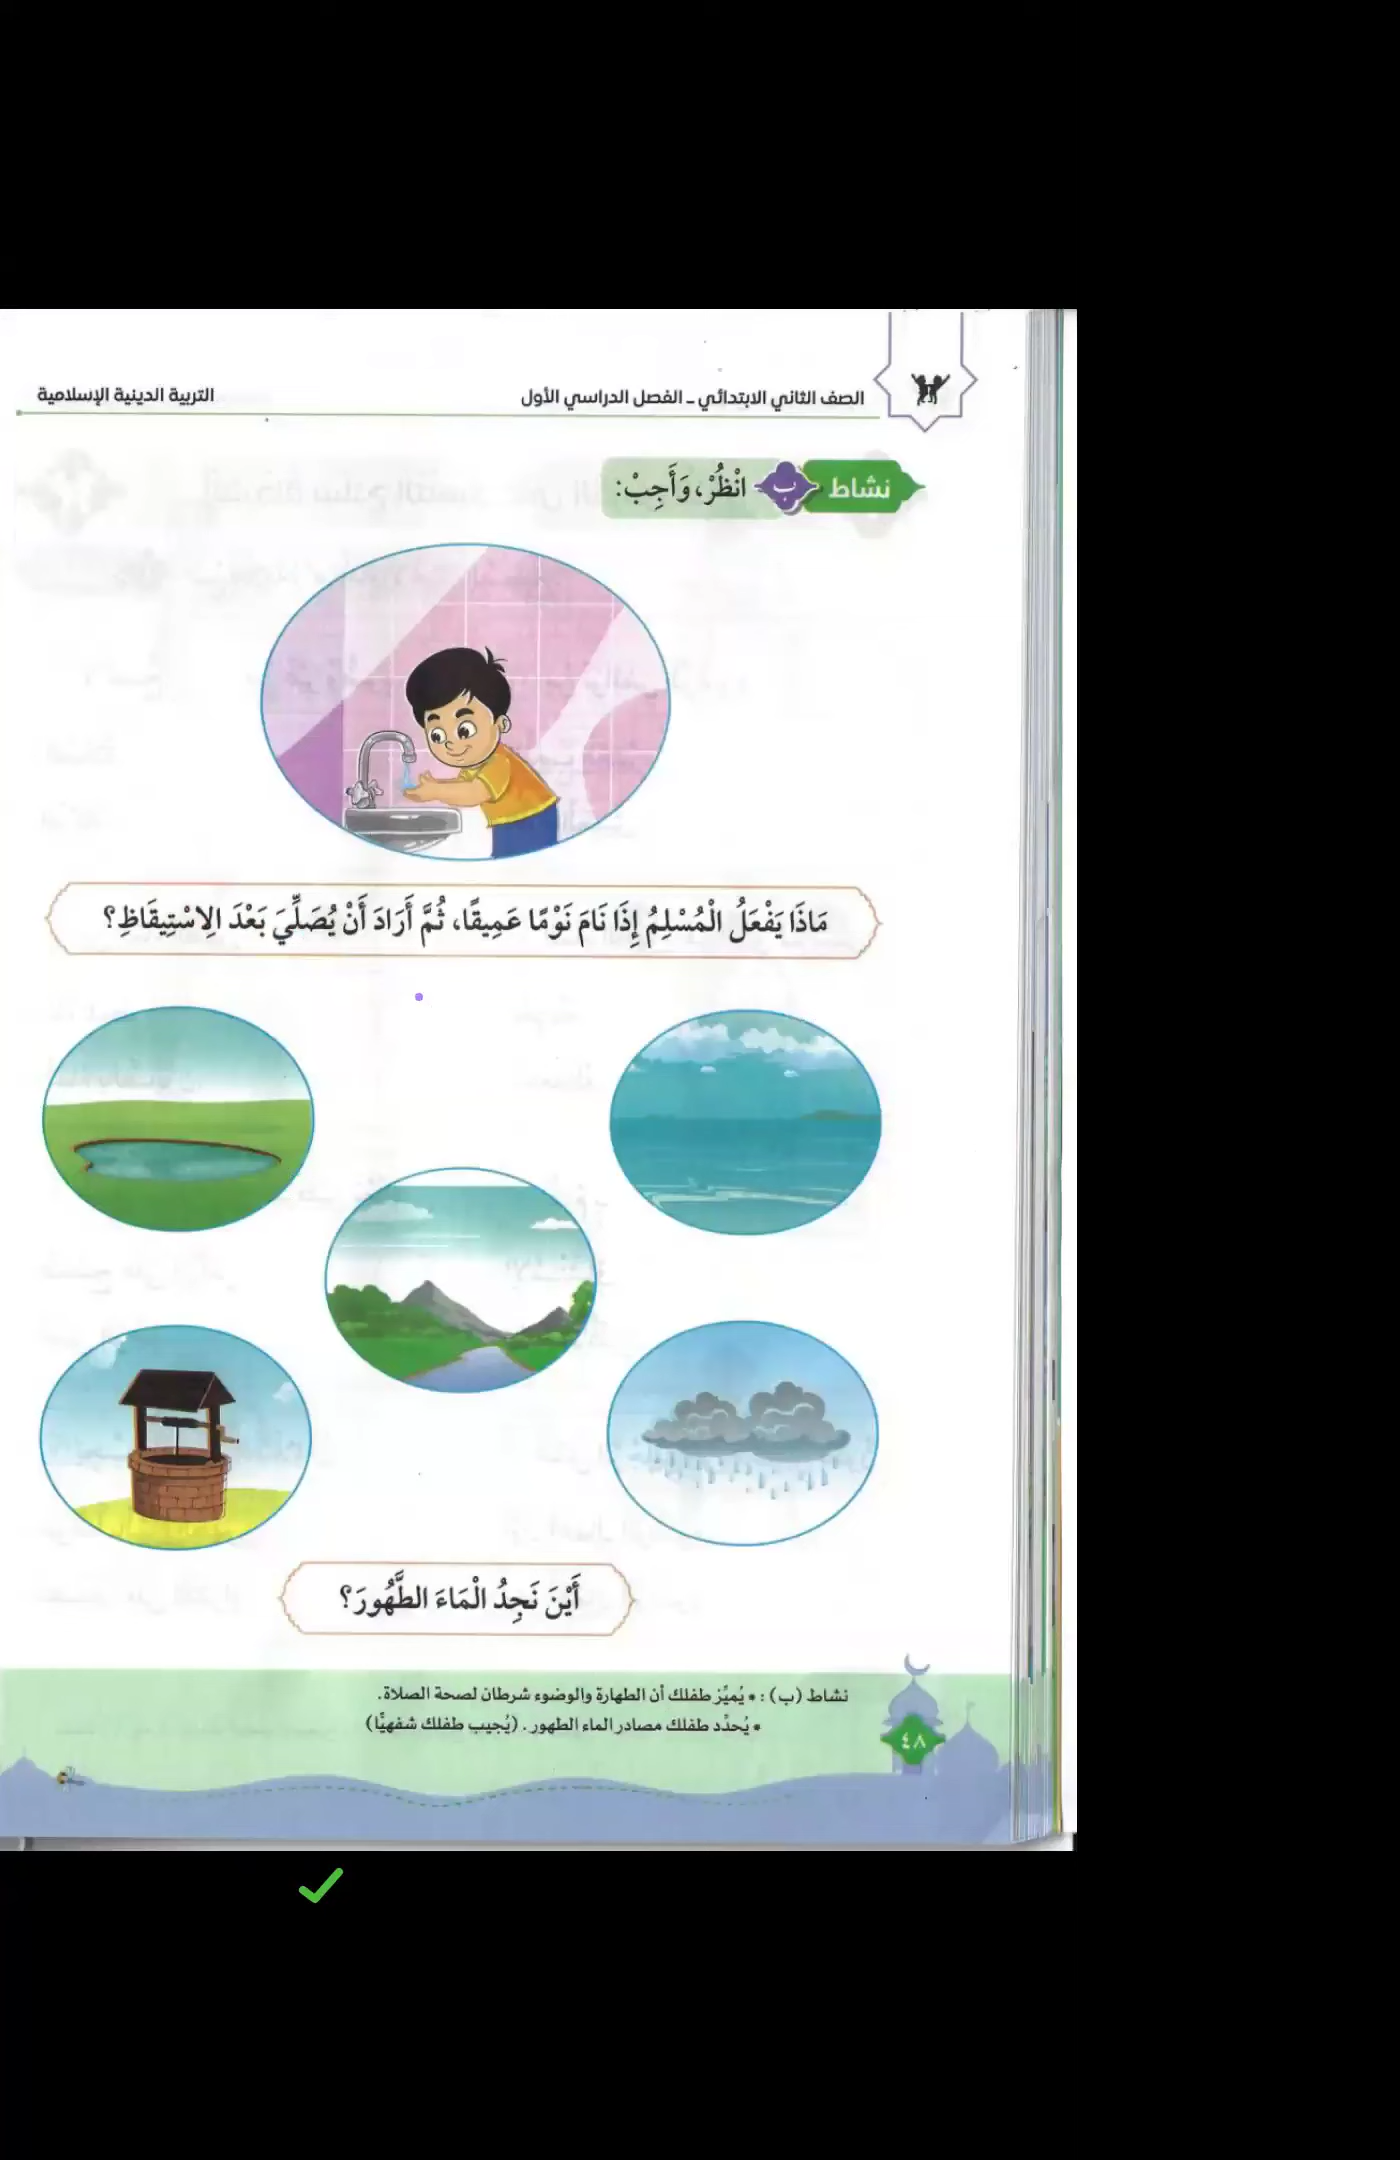 الصف الثاني الابتدائي - الفصل الدراسي الأول
التربية الدينية الإسلامية
نشاط ب انْظُرْ، وَأَجِبْ:
مَاذَا يَفْعَلُ الْمُسْلِمُ إِذَا نَامَ نَوْمًا عَمِيقًا، ثُمَّ أَرَادَ أَنْ يُصَلِّيَ بَعْدَ الِاسْتِيقَاظِ؟
أَيْنَ نَجِدُ الْمَاءَ الطَّهُورَ؟
نشاط (ب) : • يُميِّز طفلك أن الطهارة والوضوء شرطان لصحة الصلاة.
• يُحدِّد طفلك مصادر الماء الطهور. (يُجيب طفلك شفهيًّا)
٤٨